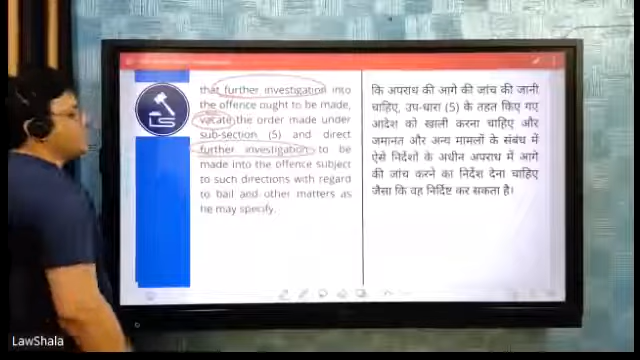 that further investigation into
the offence ought to be made,
vacate the order made under
sub-section (5) and direct
further investigation to be
made into the offence subject
to such directions with regard
to bail and other matters as
he may specify.
कि अपराध की आगे की जांच की जानी
चाहिए, उप-धारा (5) के तहत किए गए
आदेश को खाली करना चाहिए और
जमानत और अन्य मामलों के संबंध में
ऐसे निर्देशों के अधीन अपराध में आगे
की जांच करने का निर्देश देना चाहिए
जैसा कि वह निर्दिष्ट कर सकता है।
LS
LawShala